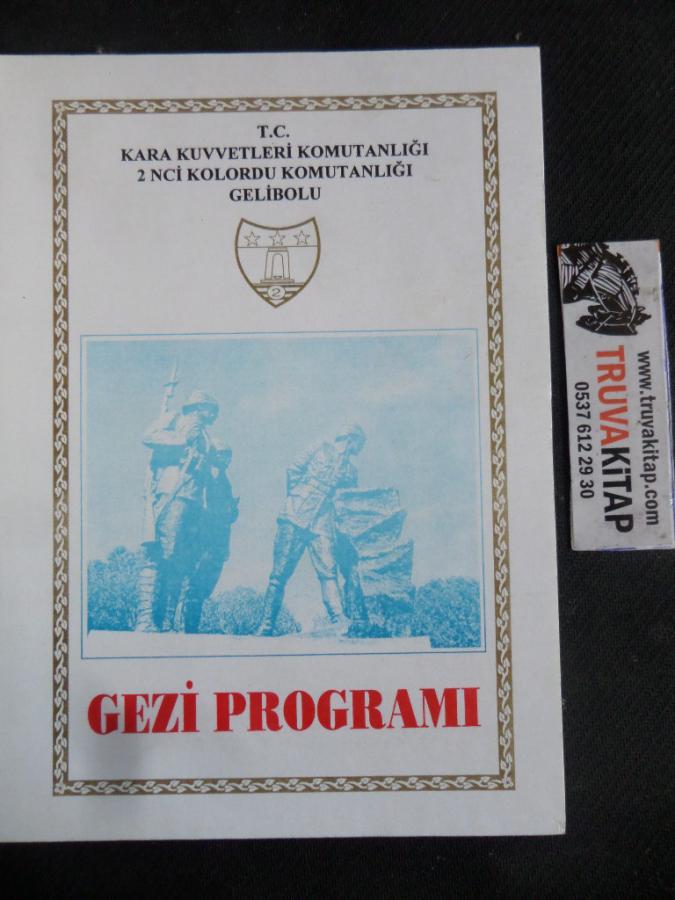 T.C.
KARA KUVVETLERİ KOMUTANLIĞI
2 NCİ KOLORDU KOMUTANLIĞI
GELİBOLU
2
GEZİ PROGRAMI
www.truvakitap.com
TRUVAKİTAP
0537 612 29 30